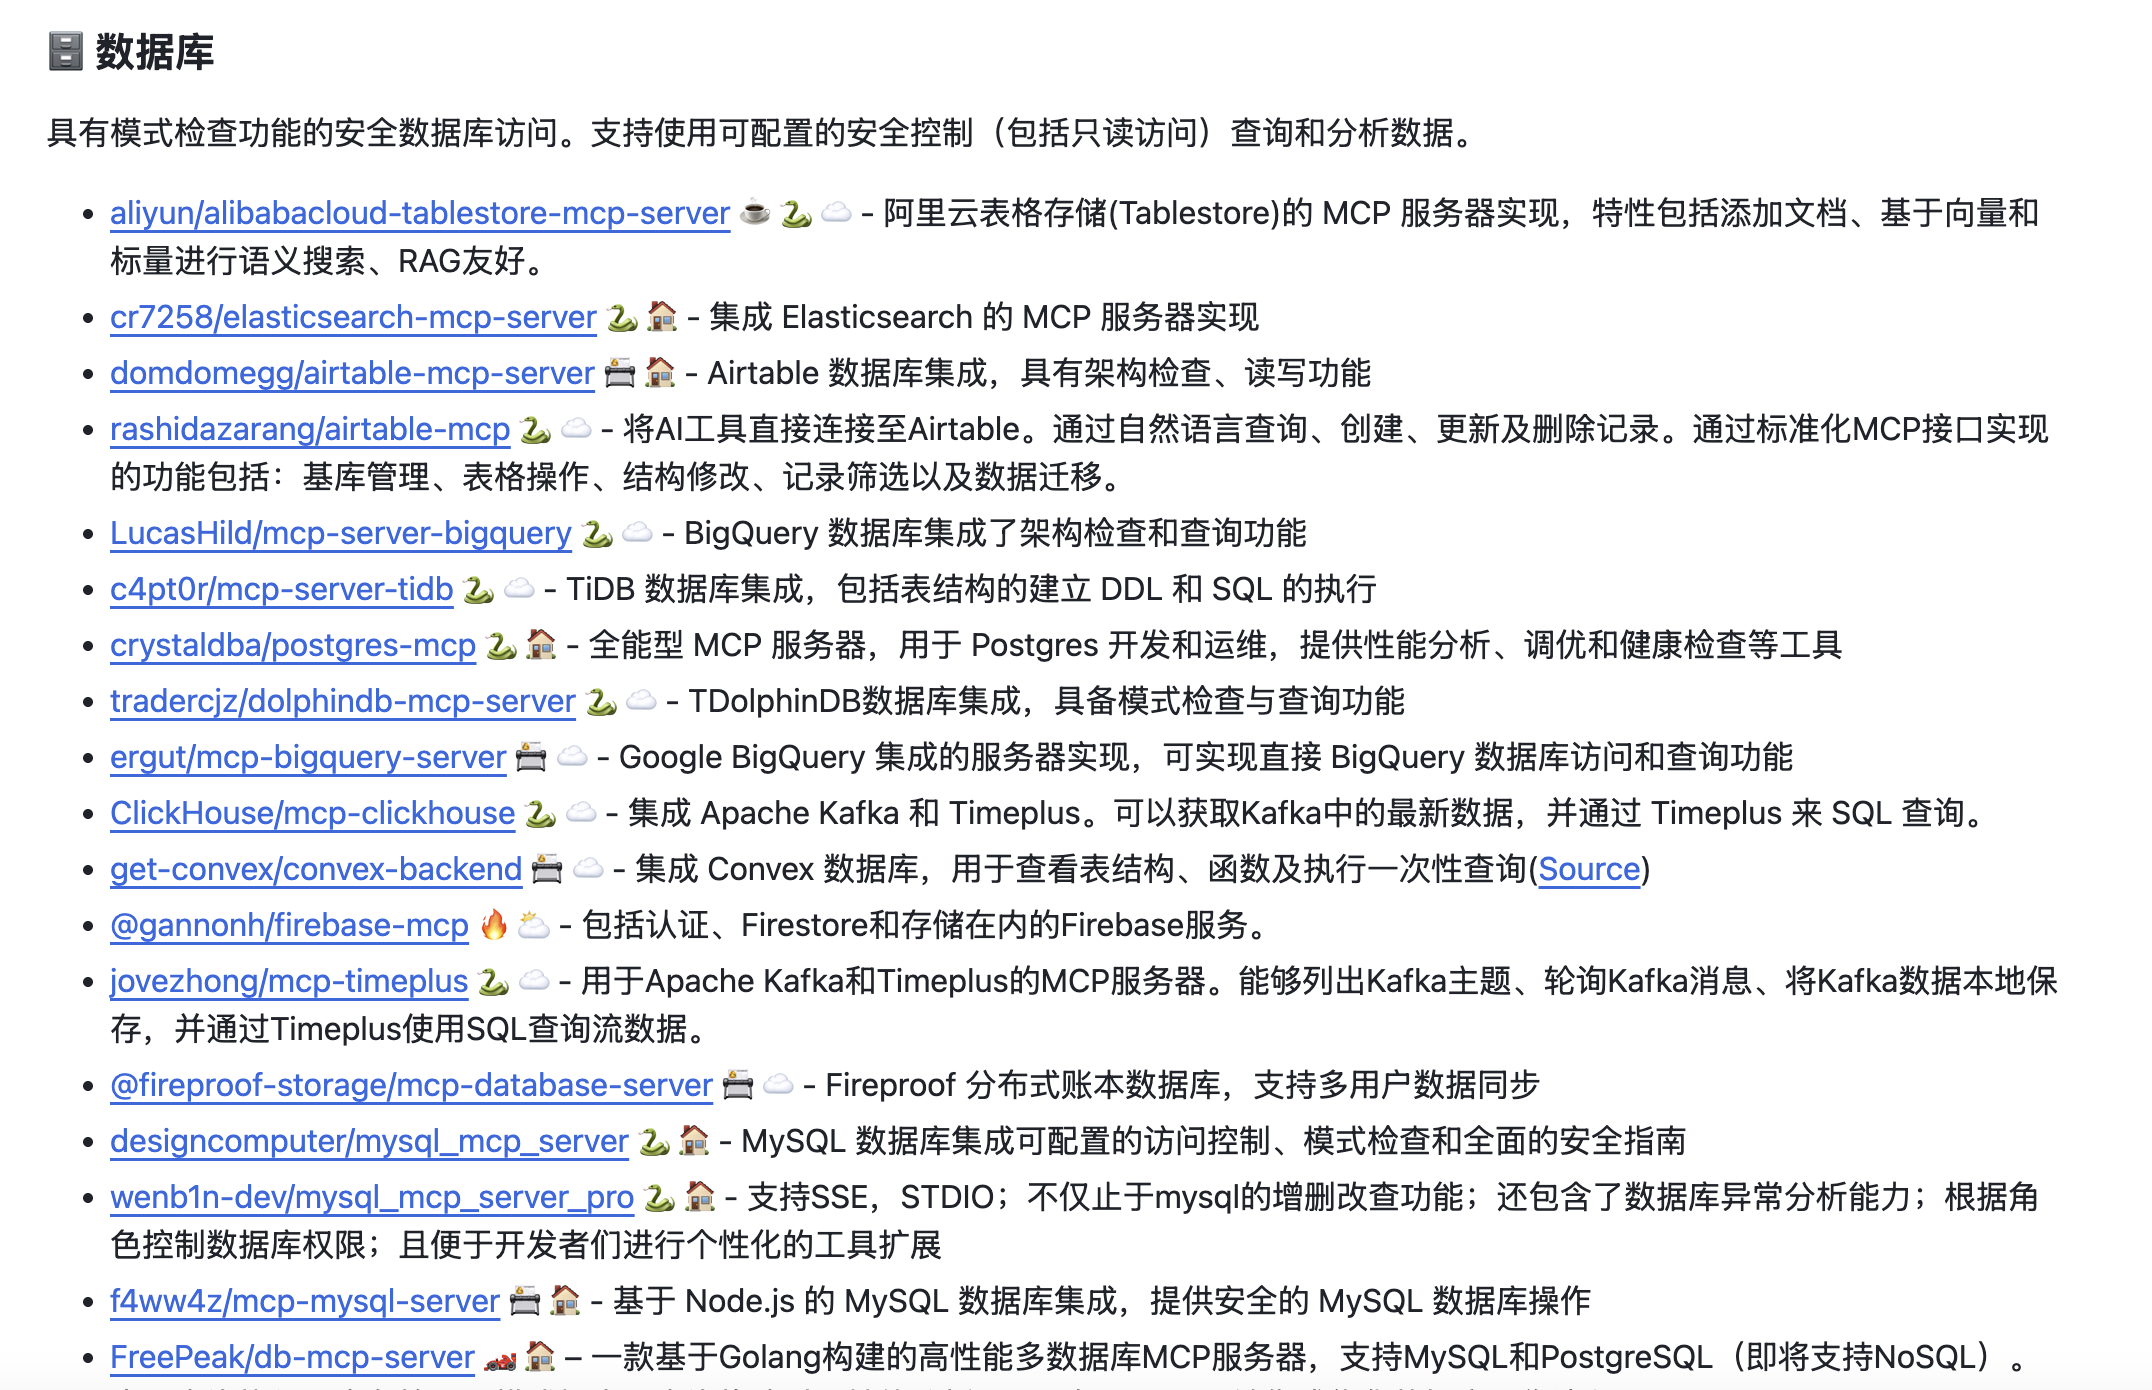 🗄️ 数据库
具有模式检查功能的安全数据库访问。支持使用可配置的安全控制（包括只读访问）查询和分析数据。
• aliyun/alibabacloud-tablestore-mcp-server ☕ 🐍 ☁️ - 阿里云表格存储(Tablestore)的 MCP 服务器实现，特性包括添加文档、基于向量和
标量进行语义搜索、RAG友好。
• cr7258/elasticsearch-mcp-server 🐍 🏠 - 集成 Elasticsearch 的 MCP 服务器实现
• domdomegg/airtable-mcp-server 📇 🏠 - Airtable 数据库集成，具有架构检查、读写功能
• rashidazarang/airtable-mcp 🐍 ☁️ - 将AI工具直接连接至Airtable。通过自然语言查询、创建、更新及删除记录。通过标准化MCP接口实现
的功能包括：基库管理、表格操作、结构修改、记录筛选以及数据迁移。
• LucasHild/mcp-server-bigquery 🐍 ☁️ - BigQuery 数据库集成了架构检查和查询功能
• c4pt0r/mcp-server-tidb 🐍 ☁️ - TiDB 数据库集成，包括表结构的建立 DDL 和 SQL 的执行
• crystaldba/postgres-mcp 🐍 🏠 - 全能型 MCP 服务器，用于 Postgres 开发和运维，提供性能分析、调优和健康检查等工具
• tradercjz/dolphindb-mcp-server 🐍 ☁️ - TDolphinDB数据库集成，具备模式检查与查询功能
• ergut/mcp-bigquery-server 📇 ☁️ - Google BigQuery 集成的服务器实现，可实现直接 BigQuery 数据库访问和查询功能
• ClickHouse/mcp-clickhouse 🐍 ☁️ - 集成 Apache Kafka 和 Timeplus。可以获取Kafka中的最新数据，并通过 Timeplus 来 SQL 查询。
• get-convex/convex-backend 📇 ☁️ - 集成 Convex 数据库，用于查看表结构、函数及执行一次性查询(Source)
• @gannonh/firebase-mcp 🔥 ⛅ - 包括认证、Firestore和存储在内的Firebase服务。
• jovezhong/mcp-timeplus 🐍 ☁️ - 用于Apache Kafka和Timeplus的MCP服务器。能够列出Kafka主题、轮询Kafka消息、将Kafka数据本地保
存，并通过Timeplus使用SQL查询流数据。
• @fireproof-storage/mcp-database-server 📇 ☁️ - Fireproof 分布式账本数据库，支持多用户数据同步
• designcomputer/mysql_mcp_server 🐍 🏠 - MySQL 数据库集成可配置的访问控制、模式检查和全面的安全指南
• wenb1n-dev/mysql_mcp_server_pro 🐍 🏠 - 支持SSE，STDIO；不仅止于mysql的增删改查功能；还包含了数据库异常分析能力；根据角
色控制数据库权限；且便于开发者们进行个性化的工具扩展
• f4ww4z/mcp-mysql-server 📇 🏠 - 基于 Node.js 的 MySQL 数据库集成，提供安全的 MySQL 数据库操作
• FreePeak/db-mcp-server 🏎️ 🏠 – 一款基于Golang构建的高性能多数据库MCP服务器，支持MySQL和PostgreSQL（即将支持NoSQL）。